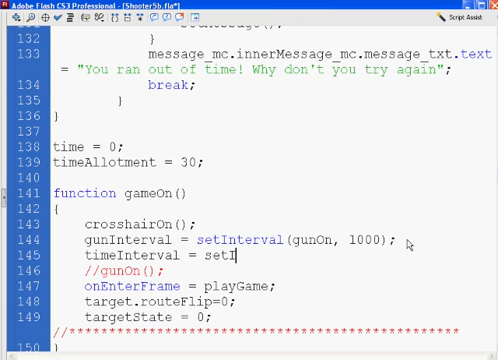 Adobe Flash CS3 Professional - [Shooter5b.fla*]
Script Assist
132 }
133 message_mc.innerMessage_mc.message_txt.text
= "You ran out of time! Why don't you try again";
134 break;
135 }
136 }
137
138 time = 0;
139 timeAllotment = 30;
140
141 function gameOn()
142 {
143 crosshairOn();
144 gunInterval = setInterval(gunOn, 1000);
145 timeInterval = setI
146 //gunOn();
147 onEnterFrame = playGame;
148 target.routeFlip=0;
149 targetState = 0;
//**************************************************
150 }